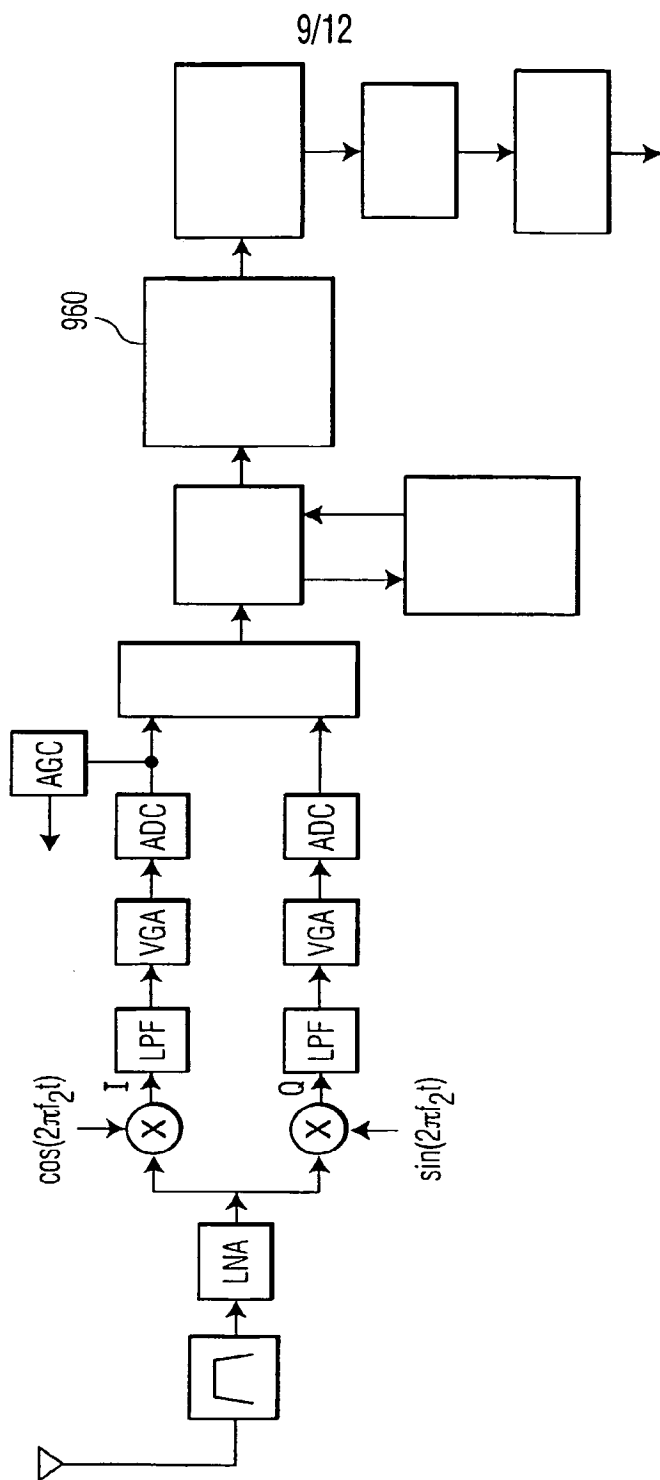 9/12
960
AGC
ADC
ADC
VGA
VGA
LPF
LPF
I
Q
cos(2πf₂t)
X
X
sin(2πf₂t)
LNA